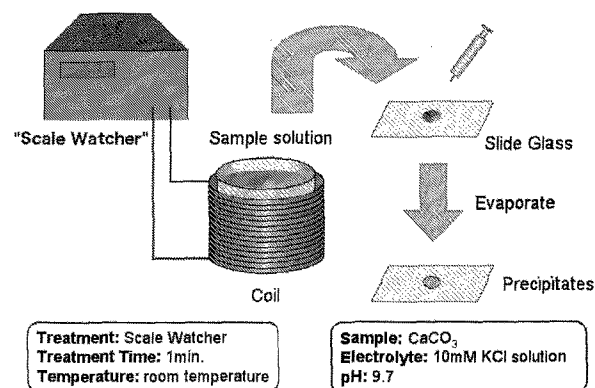 "Scale Watcher"
Sample solution
Slide Glass
Evaporate
Coil
Precipitates
Treatment: Scale Watcher
Treatment Time: 1min.
Temperature: room temperature
Sample: CaCO₃
Electrolyte: 10mM KCl solution
pH: 9.7